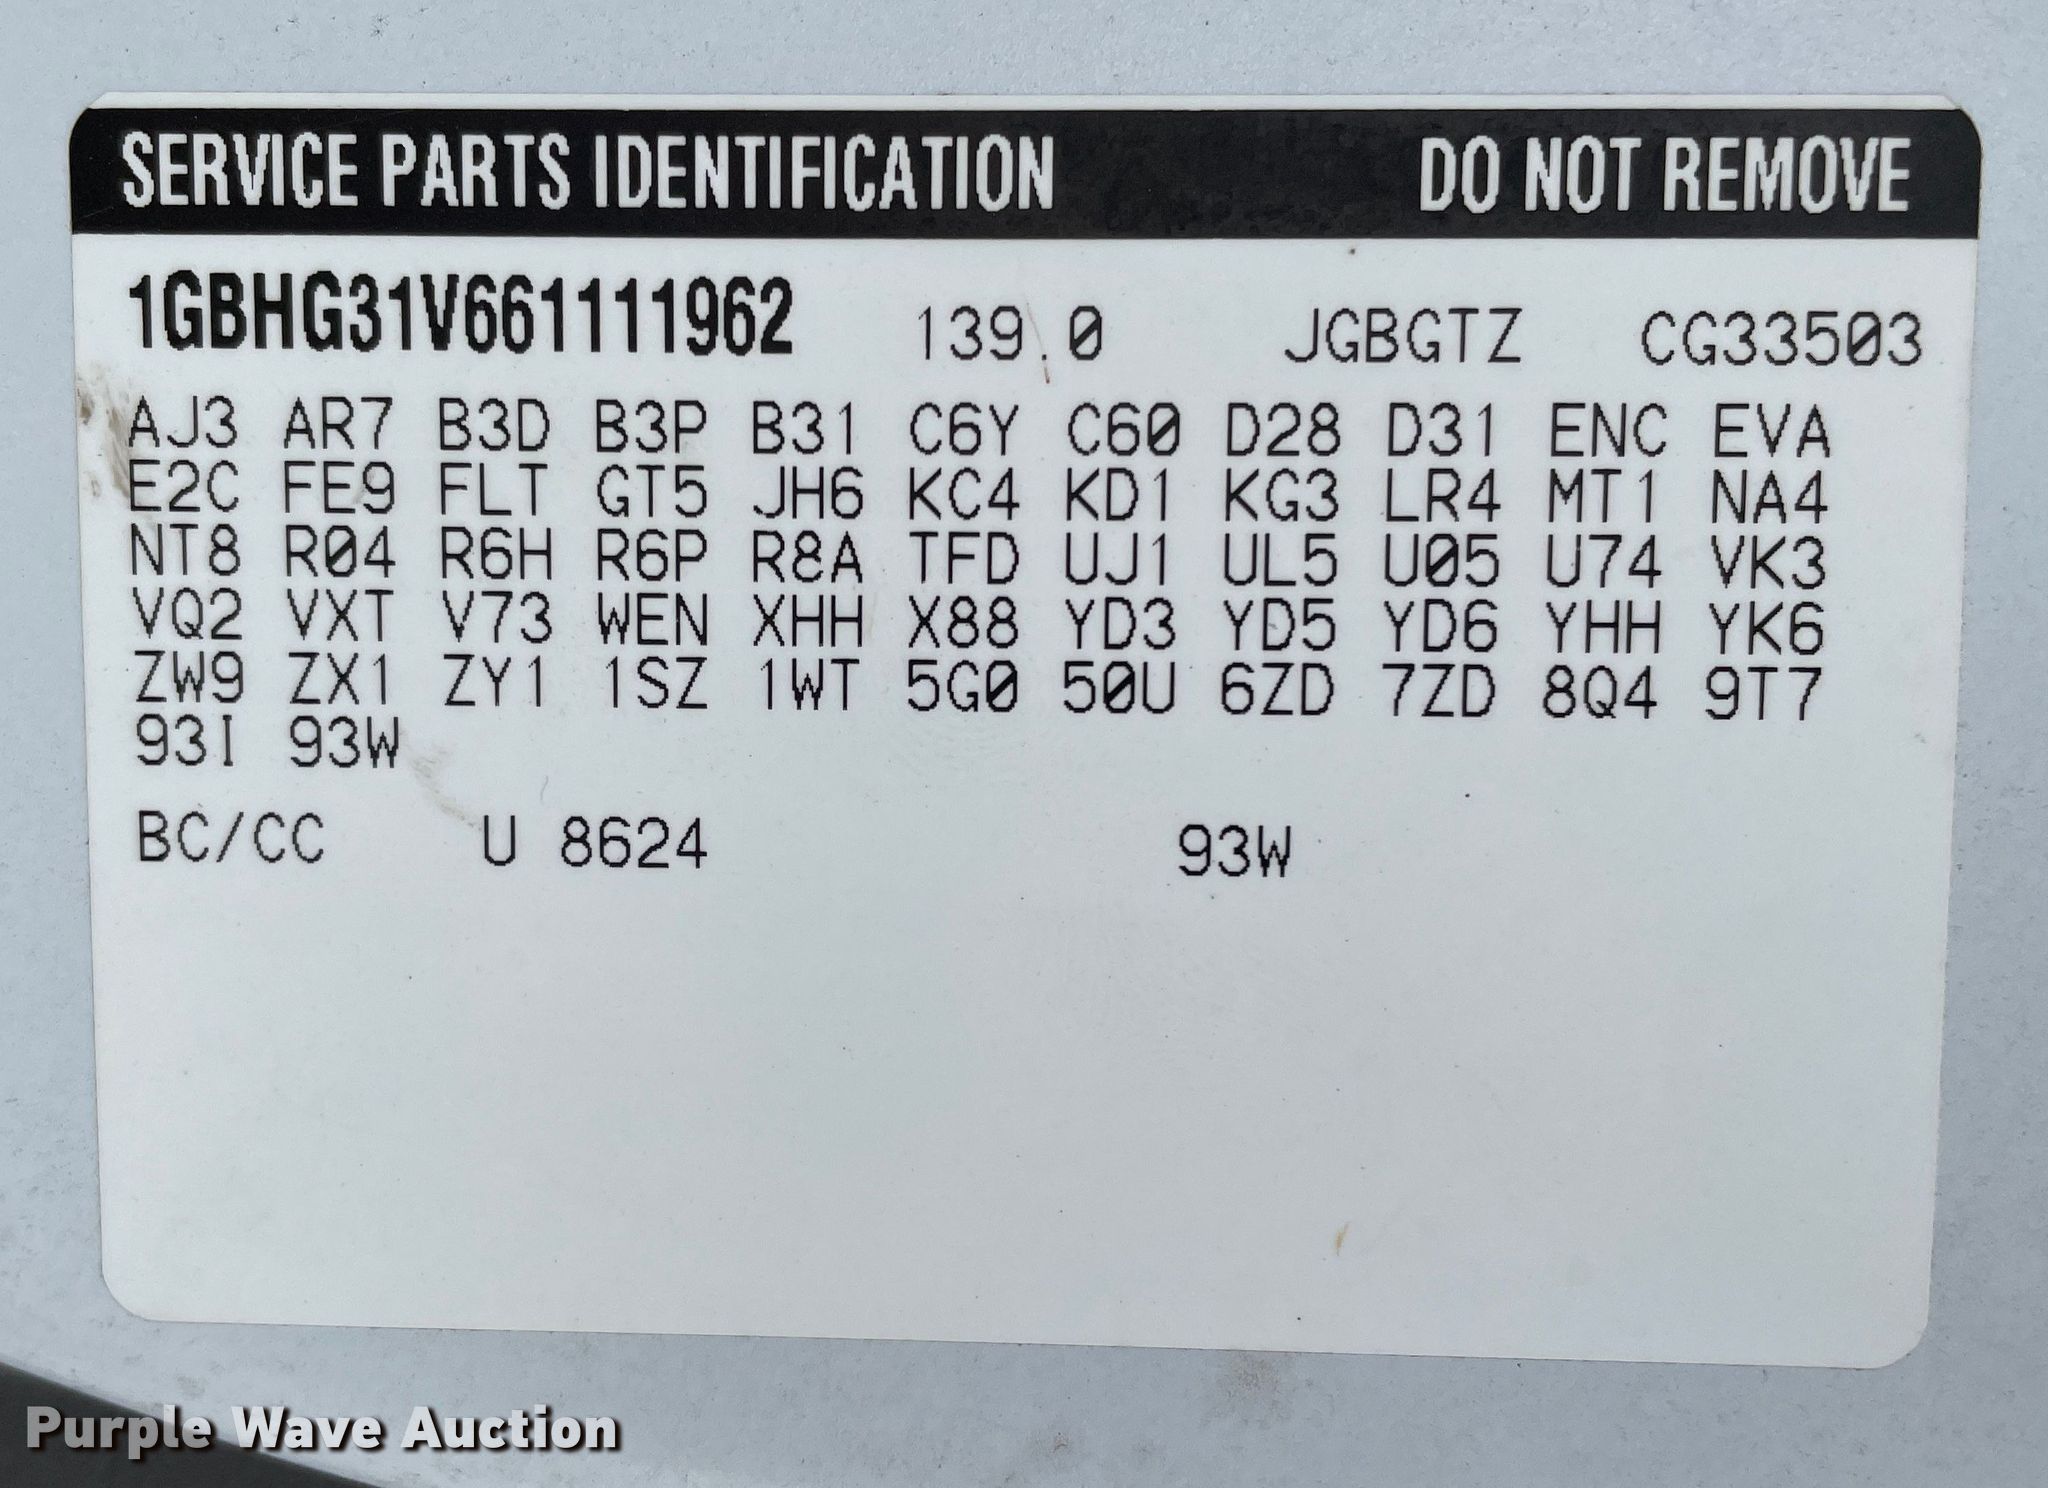 SERVICE PARTS IDENTIFICATION DO NOT REMOVE
1GBHG31V661111962 139.0 JGBGTZ CG33503
AJ3 AR7 B3D B3P B31 C6Y C60 D28 D31 ENC EVA
E2C FE9 FLT GT5 JH6 KC4 KD1 KG3 LR4 MT1 NA4
NT8 R04 R6H R6P R8A TFD UJ1 UL5 U05 U74 VK3
VQ2 VXT V73 WEN XHH X88 YD3 YD5 YD6 YHH YK6
ZW9 ZX1 ZY1 1SZ 1WT 5G0 50U 6ZD 7ZD 8Q4 9T7
93I 93W
BC/CC U 8624 93W
Purple Wave Auction